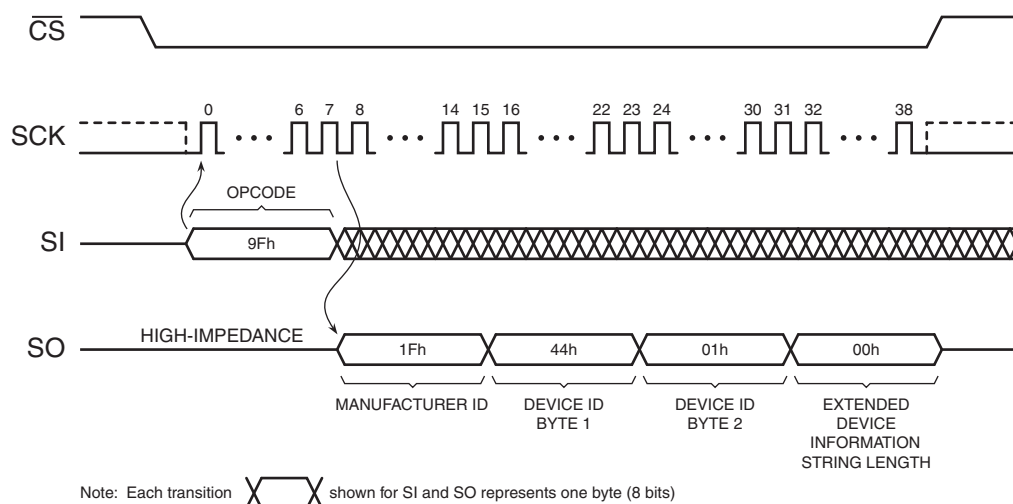 CS
SCK
0 6 7 8 14 15 16 22 23 24 30 31 32 38
OPCODE
SI
9Fh
HIGH-IMPEDANCE
SO
1Fh 44h 01h 00h
MANUFACTURER ID
DEVICE ID
BYTE 1
DEVICE ID
BYTE 2
EXTENDED
DEVICE
INFORMATION
STRING LENGTH
Note: Each transition shown for SI and SO represents one byte (8 bits)